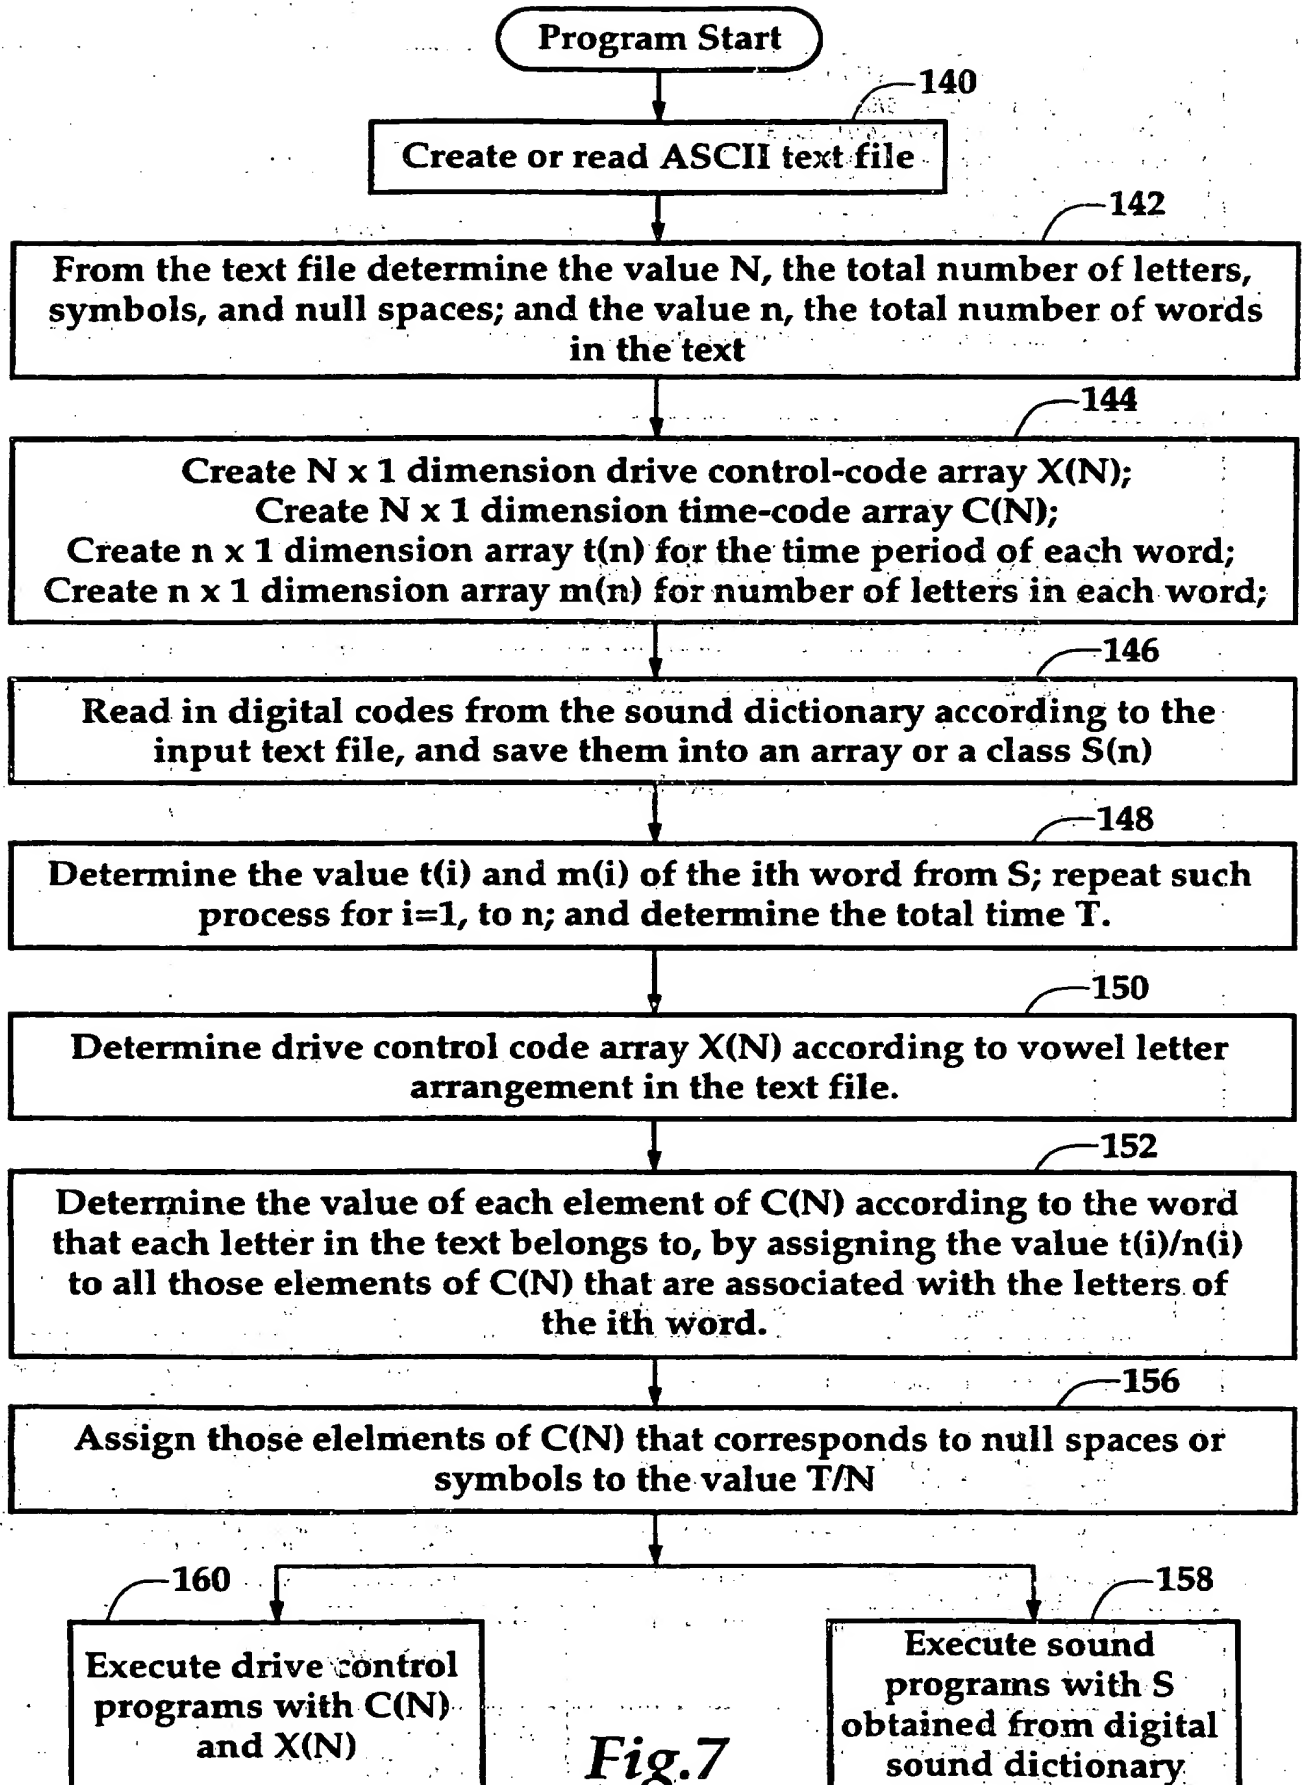 Program Start
140
Create or read ASCII text file
142
From the text file determine the value N, the total number of letters,
symbols, and null spaces; and the value n, the total number of words
in the text
144
Create N x 1 dimension drive control-code array X(N);
Create N x 1 dimension time-code array C(N);
Create n x 1 dimension array t(n) for the time period of each word;
Create n x 1 dimension array m(n) for number of letters in each word;
146
Read in digital codes from the sound dictionary according to the
input text file, and save them into an array or a class S(n)
148
Determine the value t(i) and m(i) of the ith word from S; repeat such
process for i=1, to n; and determine the total time T.
150
Determine drive control code array X(N) according to vowel letter
arrangement in the text file.
152
Determine the value of each element of C(N) according to the word
that each letter in the text belongs to, by assigning the value t(i)/n(i)
to all those elements of C(N) that are associated with the letters of
the ith word.
156
Assign those elelments of C(N) that corresponds to null spaces or
symbols to the value T/N
160
Execute drive control
programs with C(N)
and X(N)
158
Execute sound
programs with S
obtained from digital
sound dictionary
Fig.7